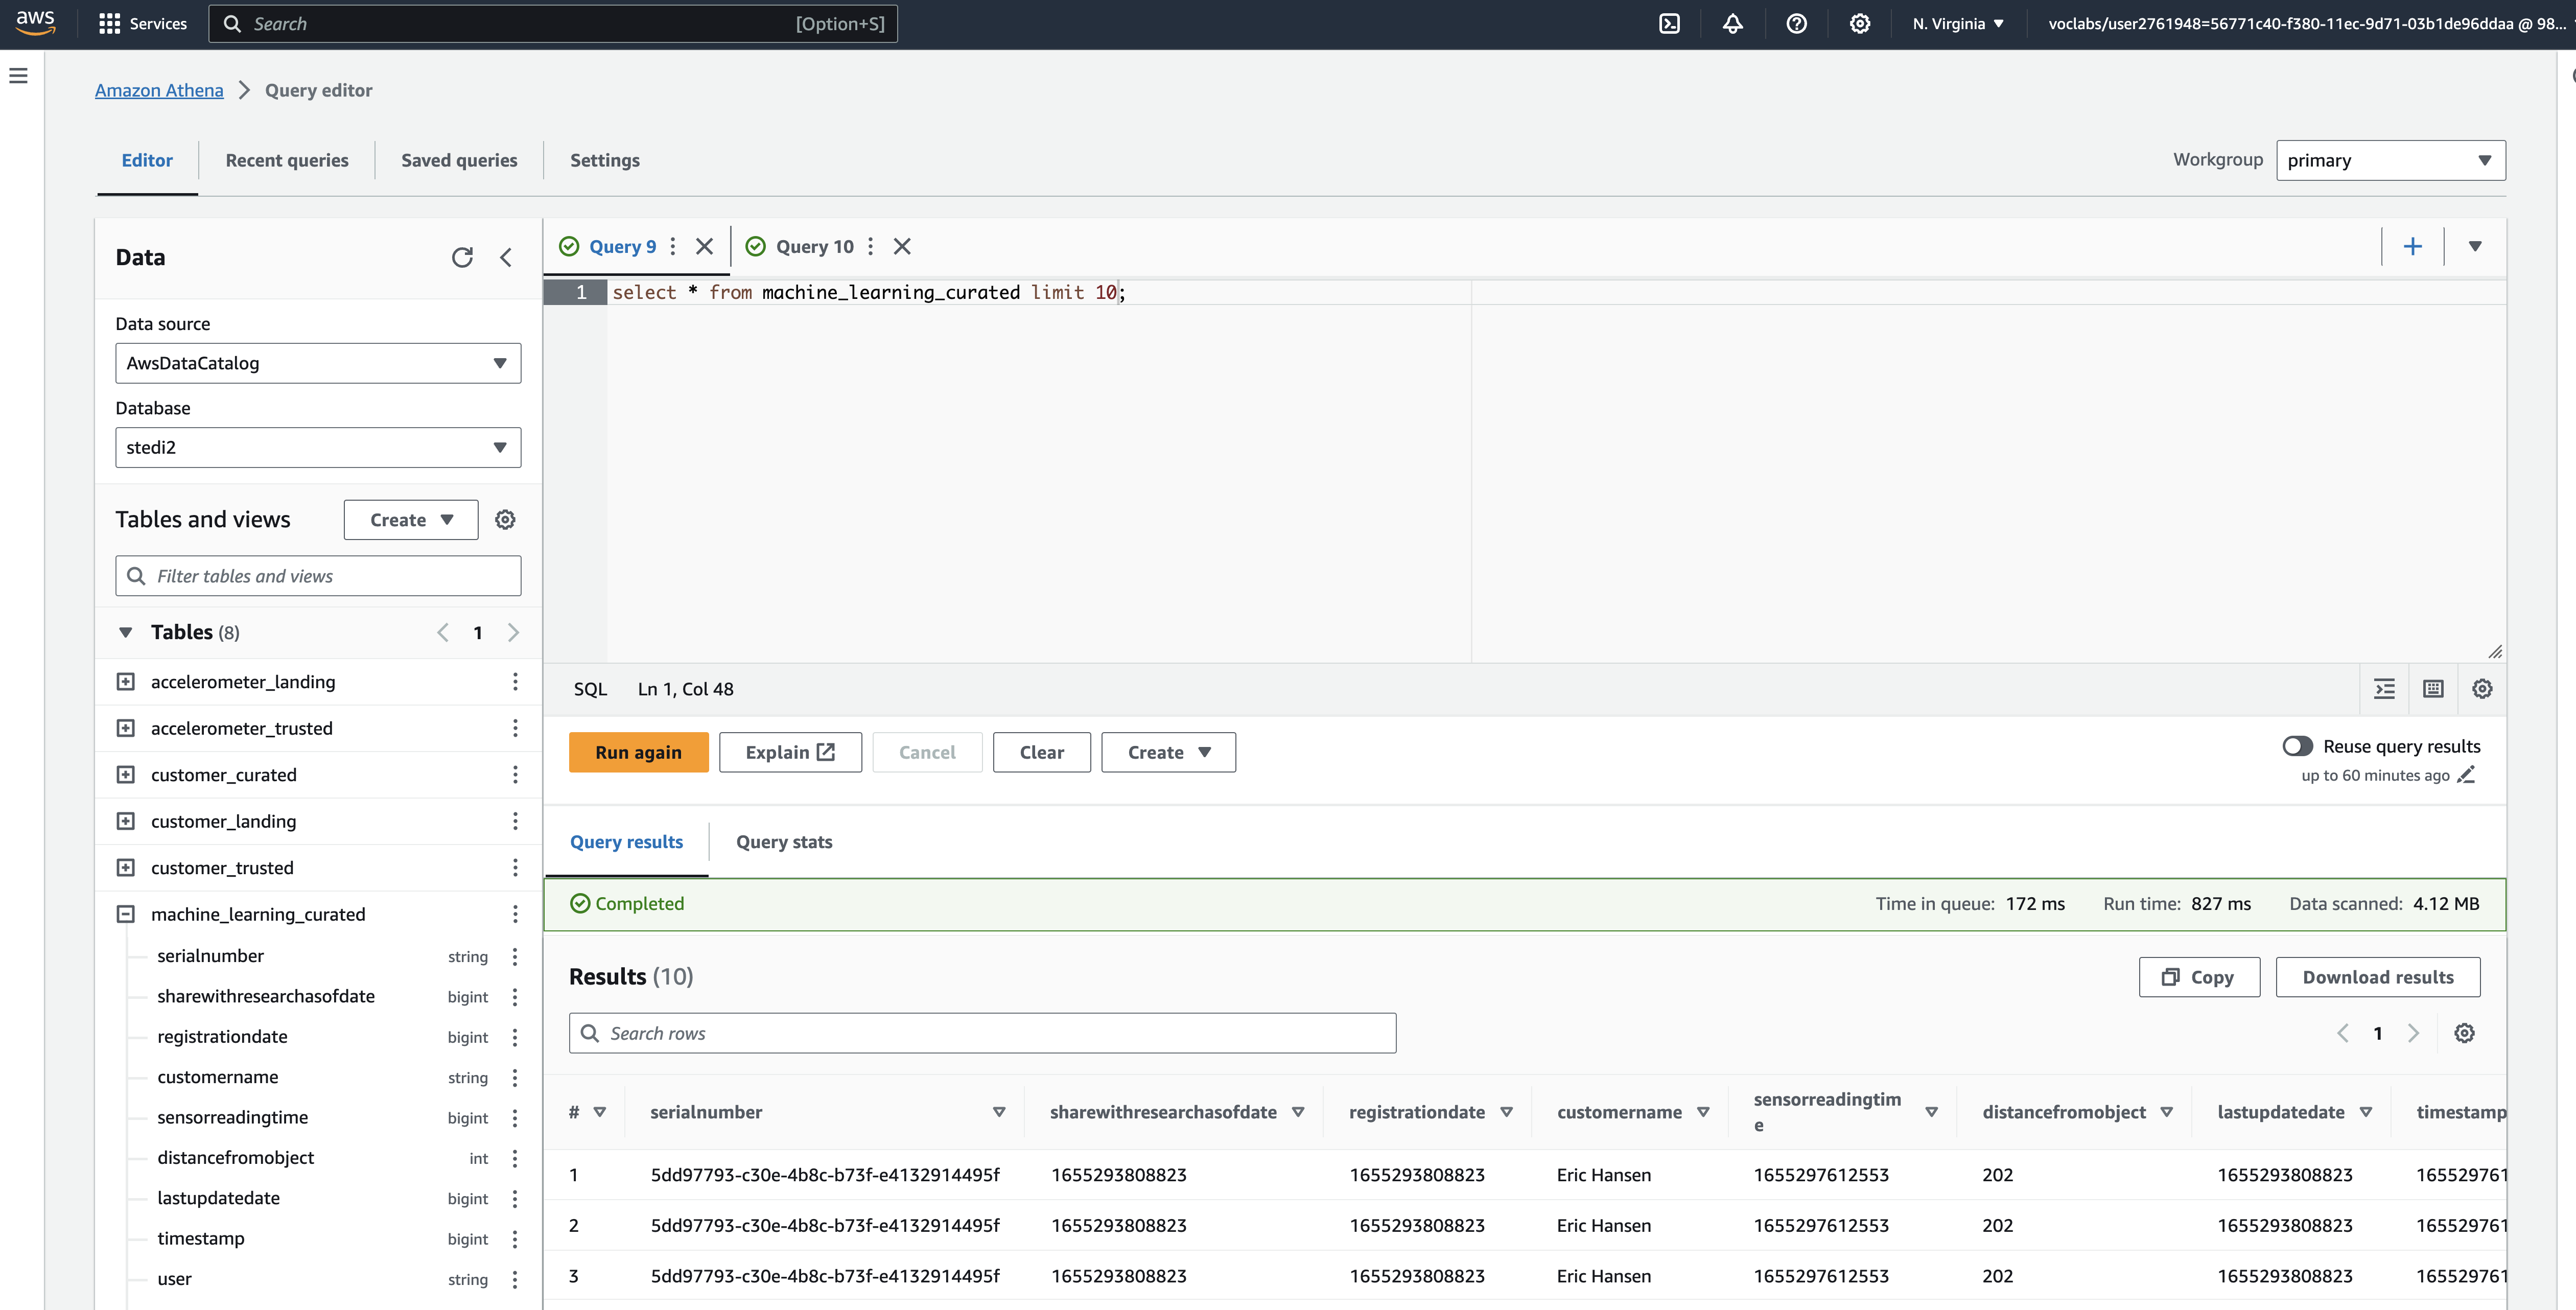 aws Services Search [Option+S] N. Virginia voclabs/user2761948=56771c40-f380-11ec-9d71-03b1de96ddaa @ 98...
Amazon Athena Query editor
Editor Recent queries Saved queries Settings Workgroup primary
Data
Data source
AwsDataCatalog
Database
stedi2
Tables and views Create
Filter tables and views
Tables (8) 1
accelerometer_landing
accelerometer_trusted
customer_curated
customer_landing
customer_trusted
machine_learning_curated
serialnumber string
sharewithresearchasofdate bigint
registrationdate bigint
customername string
sensorreadingtime bigint
distancefromobject int
lastupdatedate bigint
timestamp bigint
user string
Query 9 Query 10
1 select * from machine_learning_curated limit 10;
SQL Ln 1, Col 48
Run again Explain Cancel Clear Create
Reuse query results
up to 60 minutes ago
Query results Query stats
Completed Time in queue: 172 ms Run time: 827 ms Data scanned: 4.12 MB
Results (10) Copy Download results
Search rows 1
# serialnumber sharewithresearchasofdate registrationdate customername sensorreadingtim
e distancefromobject lastupdatedate timestamp
1 5dd97793-c30e-4b8c-b73f-e4132914495f 1655293808823 1655293808823 Eric Hansen 1655297612553 202 1655293808823 165529761
2 5dd97793-c30e-4b8c-b73f-e4132914495f 1655293808823 1655293808823 Eric Hansen 1655297612553 202 1655293808823 165529761
3 5dd97793-c30e-4b8c-b73f-e4132914495f 1655293808823 1655293808823 Eric Hansen 1655297612553 202 1655293808823 165529761